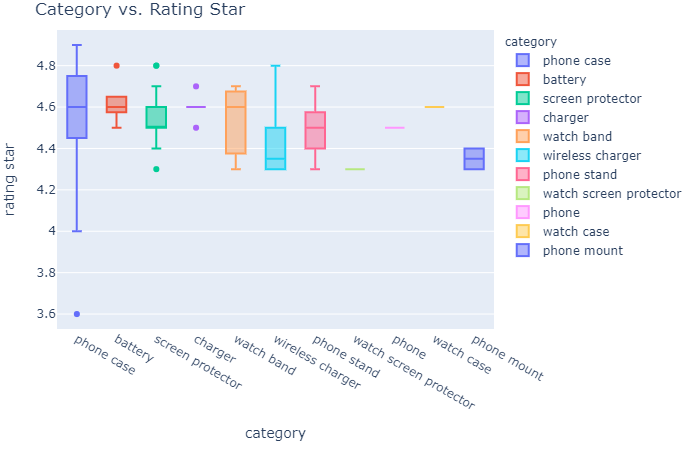 Category vs. Rating Star
category
phone case
battery
screen protector
charger
watch band
wireless charger
phone stand
watch screen protector
phone
watch case
phone mount
rating star
4.8
4.6
4.4
4.2
4
3.8
3.6
phone case
battery
screen protector
charger
watch band
wireless charger
phone stand
watch screen protector
phone
watch case
phone mount
category